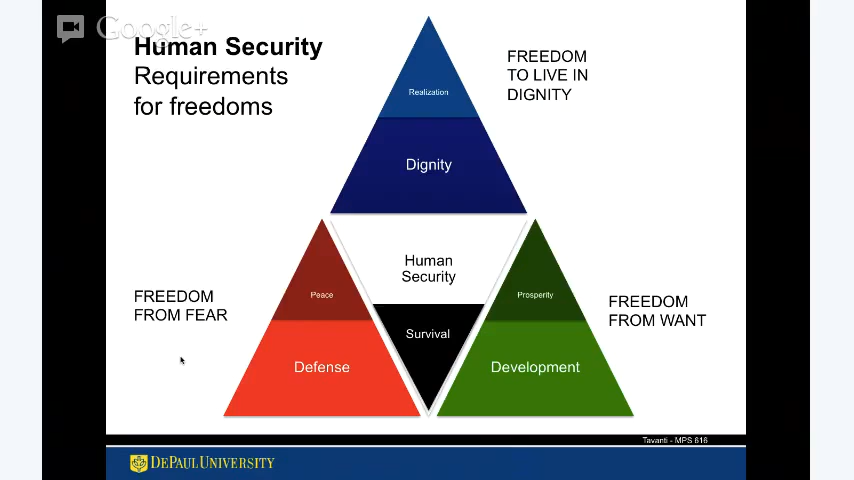 Google+
Human Security
Requirements
for freedoms
FREEDOM
TO LIVE IN
DIGNITY
Realization
Dignity
Human
Security
Survival
FREEDOM
FROM FEAR
Peace
Defense
Prosperity
Development
FREEDOM
FROM WANT
Tavanti - MPS 616
DEPAUL UNIVERSITY